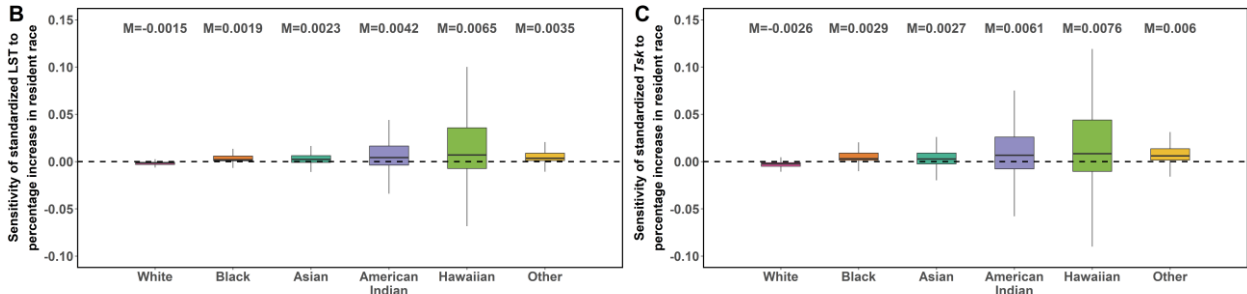 B
Sensitivity of standardized LST to
percentage increase in resident race
0.15
0.10
0.05
0.00
-0.05
-0.10
M=-0.0015 M=0.0019 M=0.0023 M=0.0042 M=0.0065 M=0.0035
White Black Asian American Hawaiian Other
Indian
C
Sensitivity of standardized Tsk to
percentage increase in resident race
0.15
0.10
0.05
0.00
-0.05
-0.10
M=-0.0026 M=0.0029 M=0.0027 M=0.0061 M=0.0076 M=0.006
White Black Asian American Hawaiian Other
Indian